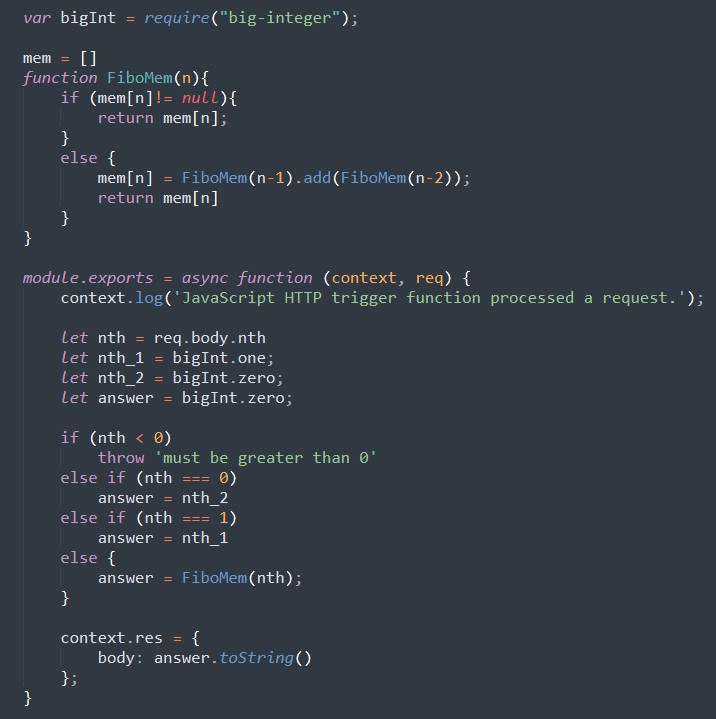 var bigInt = require("big-integer");

mem = []
function FiboMem(n){
    if (mem[n]!= null){
        return mem[n];
    }
    else {
        mem[n] = FiboMem(n-1).add(FiboMem(n-2));
        return mem[n]
    }
}

module.exports = async function (context, req) {
    context.log('JavaScript HTTP trigger function processed a request.');

    let nth = req.body.nth
    let nth_1 = bigInt.one;
    let nth_2 = bigInt.zero;
    let answer = bigInt.zero;

    if (nth < 0)
        throw 'must be greater than 0'
    else if (nth === 0)
        answer = nth_2
    else if (nth === 1)
        answer = nth_1
    else {
        answer = FiboMem(nth);
    }

    context.res = {
        body: answer.toString()
    };
}